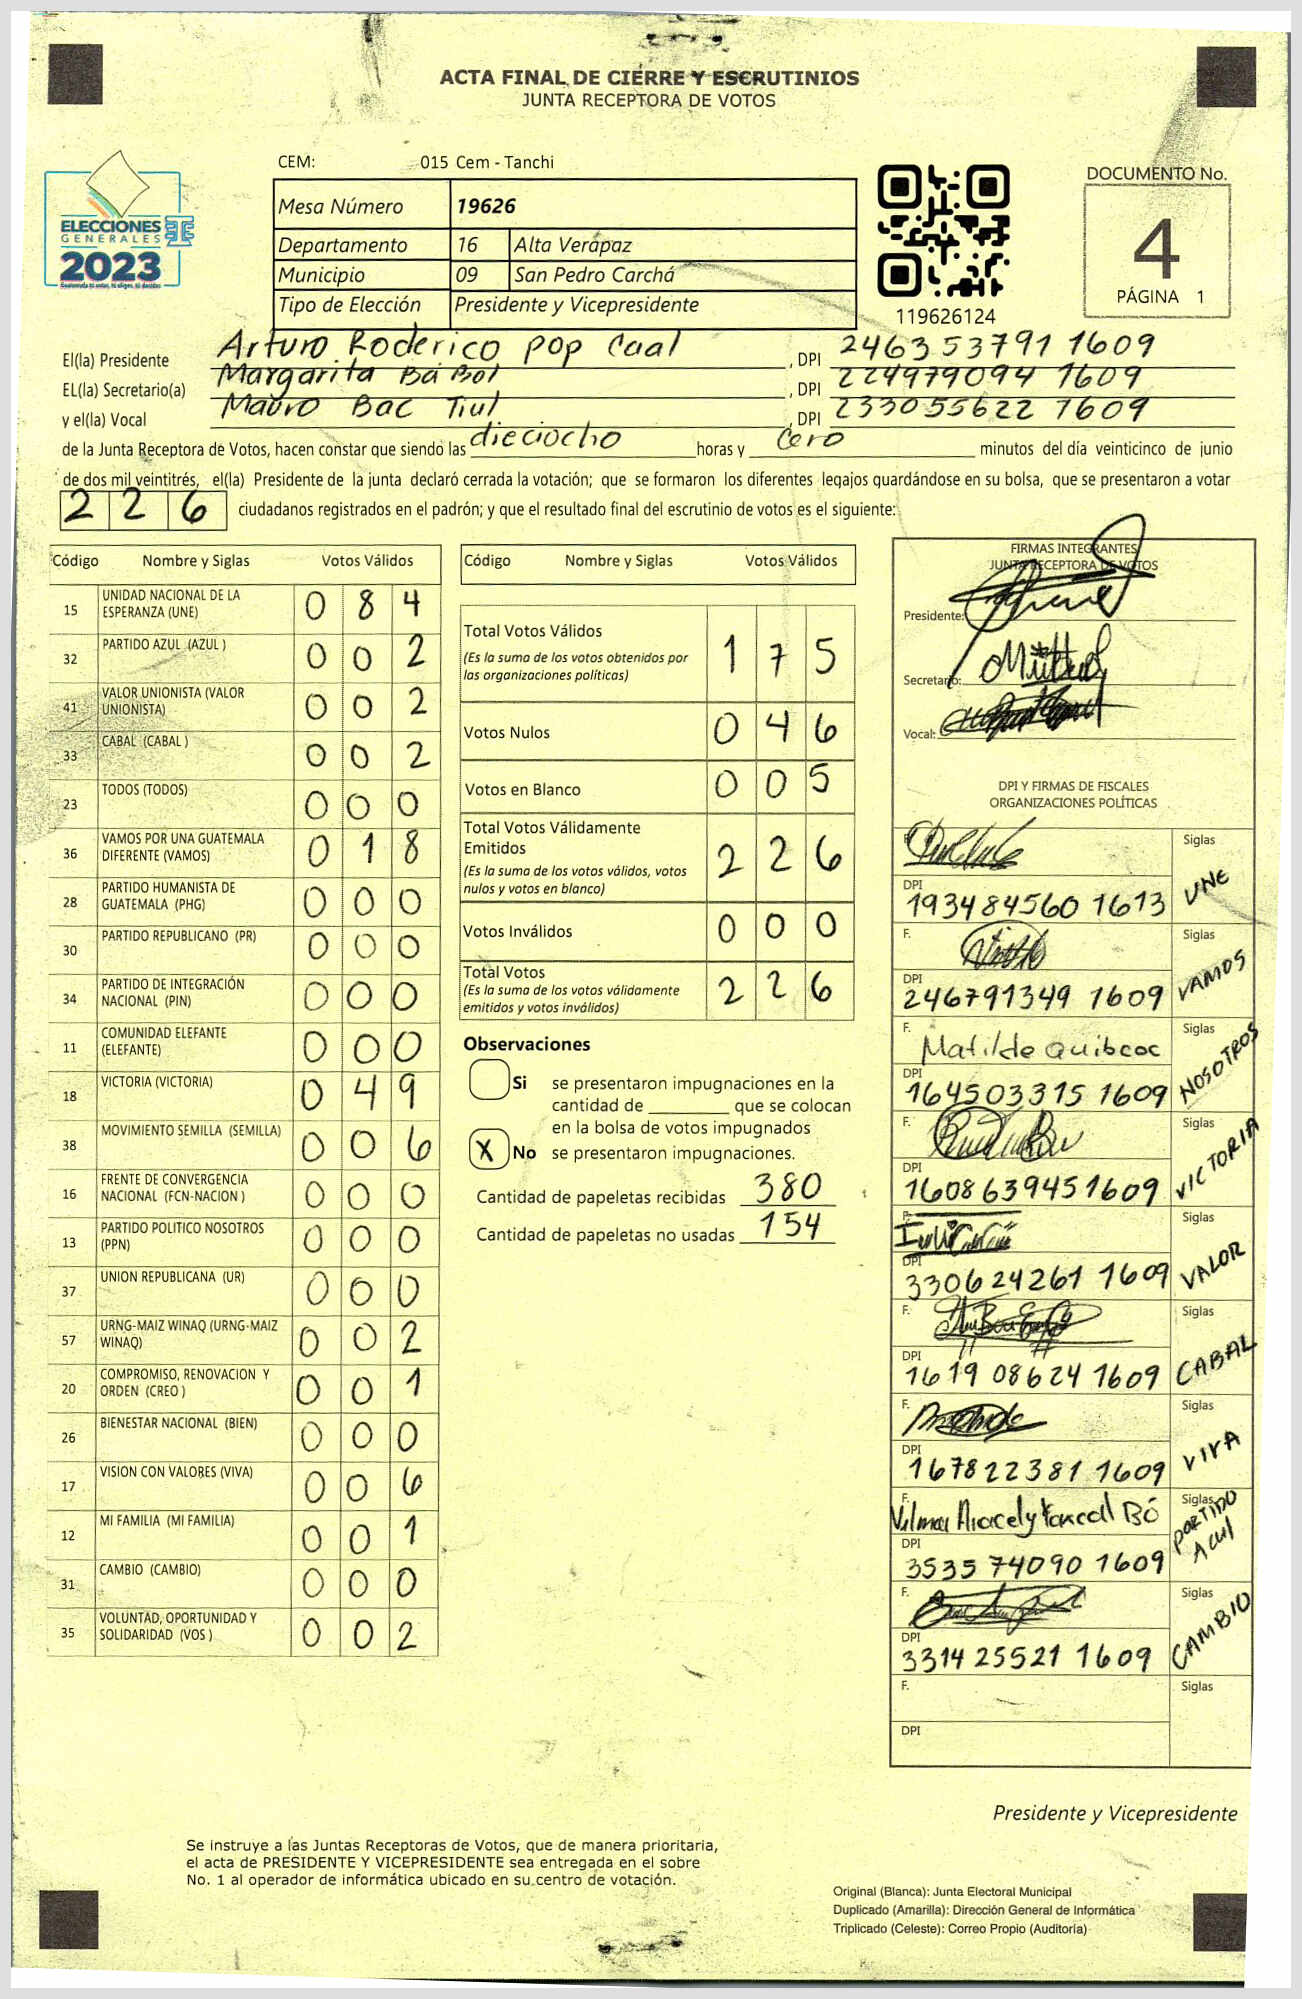 ACTA FINAL DE CIERRE Y ESCRUTINIOS
JUNTA RECEPTORA DE VOTOS
CEM: 015 Cem - Tanchi
ELECCIONES
GENERALES
2023
Mesa Número 19626
Departamento 16 Alta Verapaz
Municipio 09 San Pedro Carchá
Tipo de Elección Presidente y Vicepresidente
119626124
DOCUMENTO No.
4
PÁGINA 1
El(la) Presidente Arturo Roderico pop Caal , DPI 246353791 1609
EL(la) Secretario(a) Margarita Bá Bol , DPI 224979094 1609
y el(la) Vocal Mauro Bac Tiul , DPI 233055622 1609
de la Junta Receptora de Votos, hacen constar que siendo las dieciocho horas y cero minutos del día veinticinco de junio
de dos mil veintitrés, el(la) Presidente de la junta declaró cerrada la votación; que se formaron los diferentes legajos guardándose en su bolsa, que se presentaron a votar
2 2 6 ciudadanos registrados en el padrón; y que el resultado final del escrutinio de votos es el siguiente:
Código Nombre y Siglas Votos Válidos
15 UNIDAD NACIONAL DE LA ESPERANZA (UNE) 0 8 4
32 PARTIDO AZUL (AZUL ) 0 0 2
41 VALOR UNIONISTA (VALOR UNIONISTA) 0 0 2
33 CABAL (CABAL ) 0 0 2
23 TODOS (TODOS) 0 0 0
36 VAMOS POR UNA GUATEMALA DIFERENTE (VAMOS) 0 1 8
28 PARTIDO HUMANISTA DE GUATEMALA (PHG) 0 0 0
30 PARTIDO REPUBLICANO (PR) 0 0 0
34 PARTIDO DE INTEGRACIÓN NACIONAL (PIN) 0 0 0
11 COMUNIDAD ELEFANTE (ELEFANTE) 0 0 0
18 VICTORIA (VICTORIA) 0 4 9
38 MOVIMIENTO SEMILLA (SEMILLA) 0 0 6
16 FRENTE DE CONVERGENCIA NACIONAL (FCN-NACION ) 0 0 0
13 PARTIDO POLITICO NOSOTROS (PPN) 0 0 0
37 UNION REPUBLICANA (UR) 0 0 0
57 URNG-MAIZ WINAQ (URNG-MAIZ WINAQ) 0 0 2
20 COMPROMISO, RENOVACION Y ORDEN (CREO ) 0 0 1
26 BIENESTAR NACIONAL (BIEN) 0 0 0
17 VISION CON VALORES (VIVA) 0 0 6
12 MI FAMILIA (MI FAMILIA) 0 0 1
31 CAMBIO (CAMBIO) 0 0 0
35 VOLUNTAD, OPORTUNIDAD Y SOLIDARIDAD (VOS ) 0 0 2
Código Nombre y Siglas Votos Válidos
Total Votos Válidos 1 7 5
(Es la suma de los votos obtenidos por
las organizaciones políticas)
Votos Nulos 0 4 6
Votos en Blanco 0 0 5
Total Votos Válidamente
Emitidos 2 2 6
(Es la suma de los votos válidos, votos
nulos y votos en blanco)
Votos Inválidos 0 0 0
Total Votos 2 2 6
(Es la suma de los votos válidamente
emitidos y votos inválidos)
Observaciones
Si se presentaron impugnaciones en la
cantidad de ________ que se colocan
en la bolsa de votos impugnados
X No se presentaron impugnaciones.
Cantidad de papeletas recibidas 380
Cantidad de papeletas no usadas 154
FIRMAS INTEGRANTES
JUNTA RECEPTORA DE VOTOS
Presidente:
Secretario:
Vocal:
DPI Y FIRMAS DE FISCALES
ORGANIZACIONES POLÍTICAS
Siglas UNE
DPI 193484560 1613
F. Siglas VAMOS
DPI 246791349 1609
F. Matilde Quibcoc Siglas NOSOTROS
DPI 164503315 1609
F. Siglas VICTORIA
DPI 160863945 1609
F. Siglas VALOR
DPI 330624261 1609
F. Siglas CABAL
DPI 1619 08624 1609
F. Siglas VIVA
DPI 167822381 1609
F. Vilma Aracely Bó Siglas PORTIDO ACUl
DPI 3535 74090 1609
F. Siglas CAMBIO
DPI 3314 25521 1609
F. Siglas
DPI
Presidente y Vicepresidente
Se instruye a las Juntas Receptoras de Votos, que de manera prioritaria,
el acta de PRESIDENTE Y VICEPRESIDENTE sea entregada en el sobre
No. 1 al operador de informática ubicado en su centro de votación.
Original (Blanca): Junta Electoral Municipal
Duplicado (Amarilla): Dirección General de Informática
Triplicado (Celeste): Correo Propio (Auditoría)